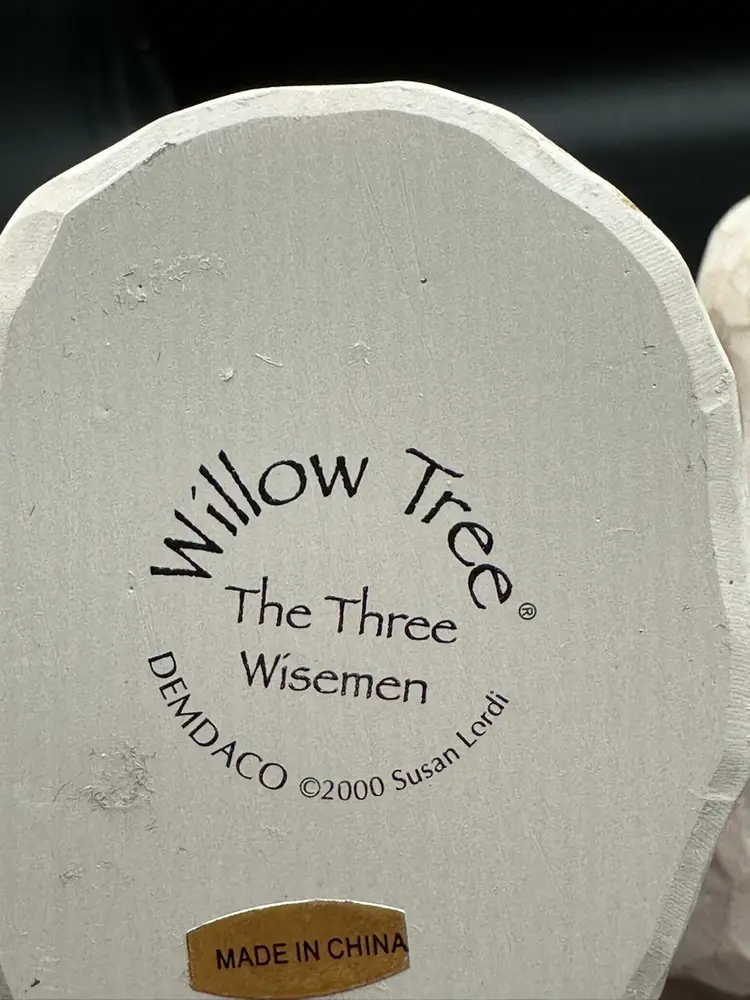 Willow Tree®
The Three
Wisemen
DEMDACO ©2000 Susan Lordi
MADE IN CHINA